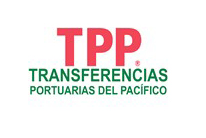 TPP®
TRANSFERENCIAS
PORTUARIAS DEL PACÍFICO